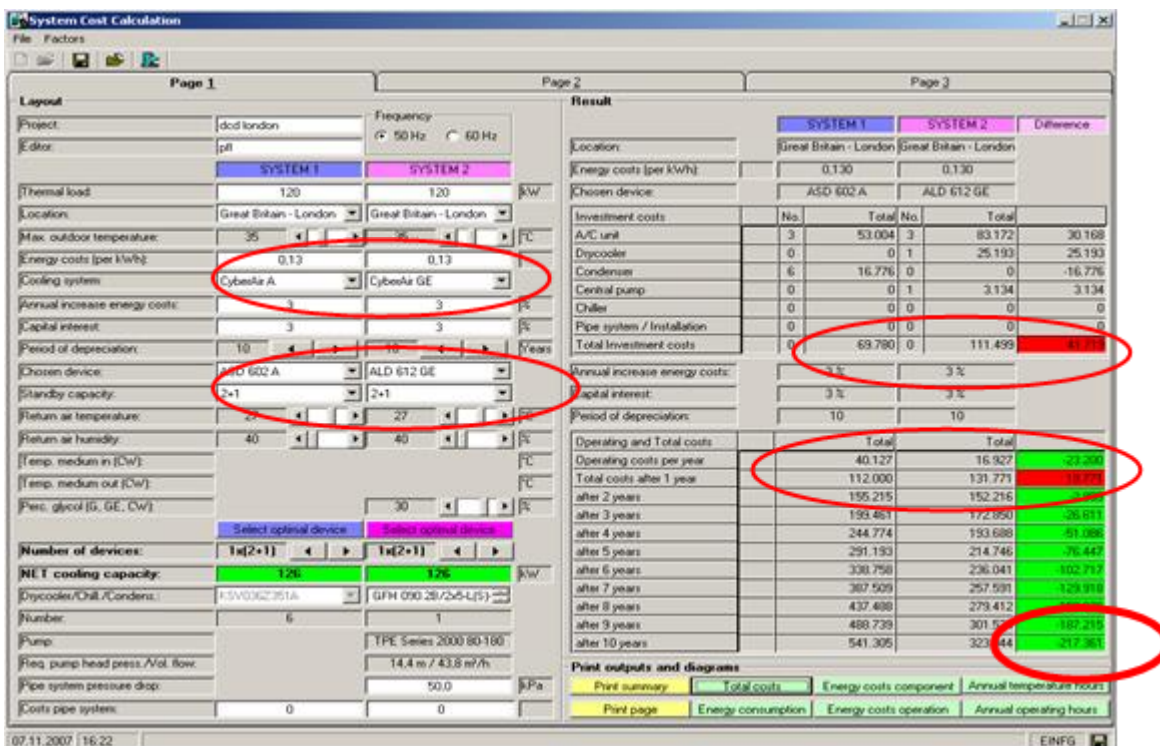 System Cost Calculation
File Factors
Page 1
Page 2
Page 3
Layout
Project: dcd london
Frequency
50 Hz 60 Hz
Editor: pfl
SYSTEM 1 SYSTEM 2
Thermal load: 120 120 kW
Location: Great Britain - London Great Britain - London
Max. outdoor temperature: 35 35 °C
Energy costs (per kWh): 0,13 0,13
Cooling system: CyberAir A CyberAir GE
Annual increase energy costs: 3 3 %
Capital interest: 3 3 %
Period of depreciation: 10 10 Years
Chosen device: ASD 602 A ALD 612 GE
Standby capacity: 2+1 2+1
Return air temperature: 27 27 °C
Return air humidity: 40 40 %
Temp. medium in (CW): °C
Temp. medium out (CW): °C
Perc. glycol (G, GE, CW): 30 %
Select optimal device Select optimal device
Number of devices: 1x(2+1) 1x(2+1)
NET cooling capacity: 126 126 kW
Drycooler/Chill./Condens.: KSV036Z351A GFH 090 2B/2x5-L(S)-
Number: 6 1
Pump: TPE Series 2000 80-180
Req. pump head press./Vol. flow: 14,4 m / 43,8 m³/h
Pipe system pressure drop: 50,0 kPa
Costs pipe system: 0 0
Result
SYSTEM 1 SYSTEM 2 Difference
Location: Great Britain - London Great Britain - London
Energy costs (per kWh): 0,130 0,130
Chosen device: ASD 602 A ALD 612 GE
Investment costs No. Total No. Total
A/C unit 3 53.004 3 83.172 30.168
Drycooler 0 0 1 25.193 25.193
Condenser 6 16.776 0 0 -16.776
Central pump 0 0 1 3.134 3.134
Chiller 0 0 0 0 0
Pipe system / Installation 0 0 0 0 0
Total Investment costs 0 69.780 0 111.499 41.719
Annual increase energy costs: 3 % 3 %
Capital interest: 3 % 3 %
Period of depreciation: 10 10
Operating and Total costs Total Total
Operating costs per year 40.127 16.927 -23.200
Total costs after 1 year 112.000 131.771 19.771
after 2 years 155.215 152.216
after 3 years 199.461 172.850 -26.611
after 4 years 244.774 193.688 -51.086
after 5 years 291.193 214.746 -76.447
after 6 years 338.758 236.041 -102.717
after 7 years 387.509 257.591 -129.918
after 8 years 437.488 279.412
after 9 years 488.739 -187.215
after 10 years 541.305 -217.361
Print outputs and diagrams
Print summary Total costs Energy costs component Annual temperature hours
Print page Energy consumption Energy costs operation Annual operating hours
07.11.2007 16:22 EINFG